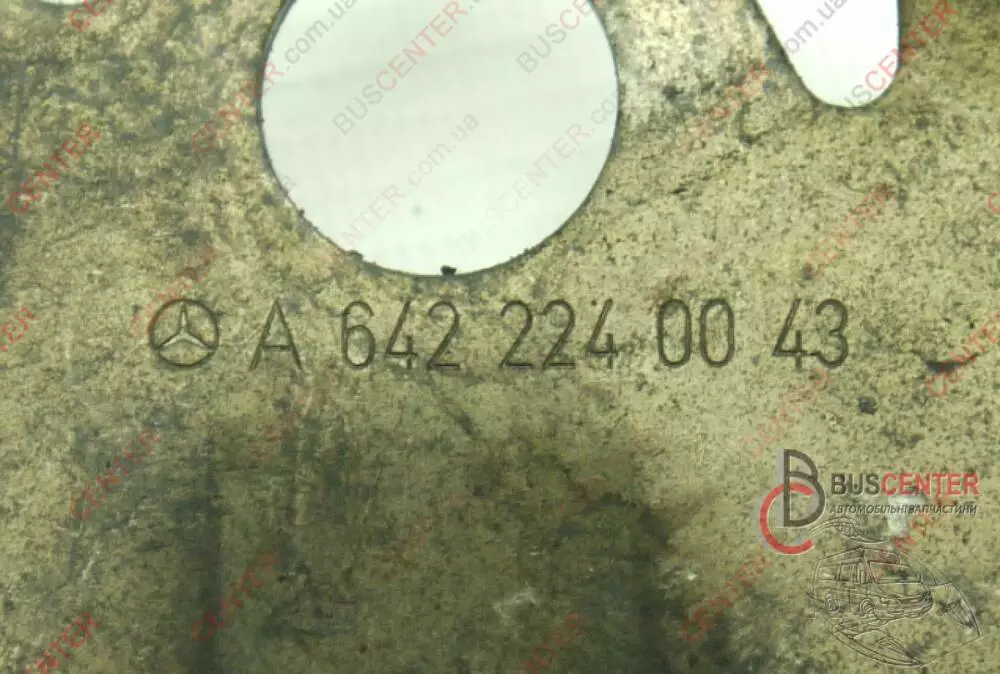 A 642 224 00 43
BUSCENTER
АВТОМОБІЛЬНІ ЗАПЧАСТИНИ
BUSCENTER
.com.ua